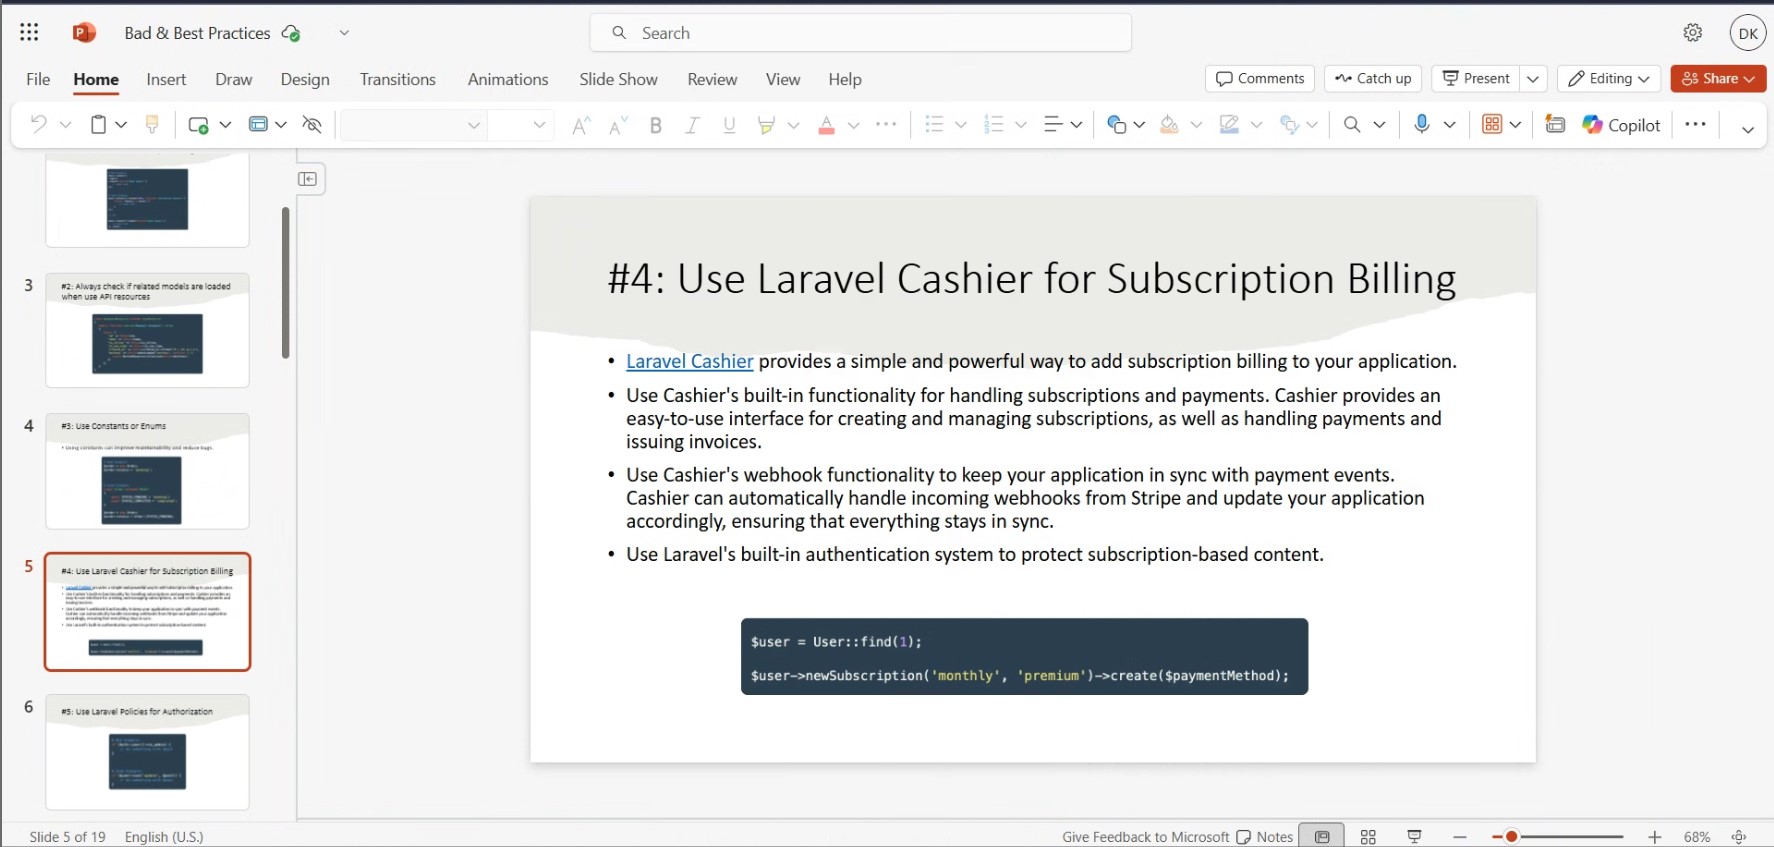 Bad & Best Practices
Search
DK
File Home Insert Draw Design Transitions Animations Slide Show Review View Help
Comments Catch up Present Editing Share
Copilot
3
#2: Always check if related models are loaded
when use API resources
4
#3: Use Constants or Enums
• Using constants can improve maintainability and reduce bugs.
5
#4: Use Laravel Cashier for Subscription Billing
6
#5: Use Laravel Policies for Authorization
#4: Use Laravel Cashier for Subscription Billing
• Laravel Cashier provides a simple and powerful way to add subscription billing to your application.
• Use Cashier's built-in functionality for handling subscriptions and payments. Cashier provides an
easy-to-use interface for creating and managing subscriptions, as well as handling payments and
issuing invoices.
• Use Cashier's webhook functionality to keep your application in sync with payment events.
Cashier can automatically handle incoming webhooks from Stripe and update your application
accordingly, ensuring that everything stays in sync.
• Use Laravel's built-in authentication system to protect subscription-based content.
$user = User::find(1);
$user->newSubscription('monthly', 'premium')->create($paymentMethod);
Slide 5 of 19 English (U.S.)
Give Feedback to Microsoft Notes 68%